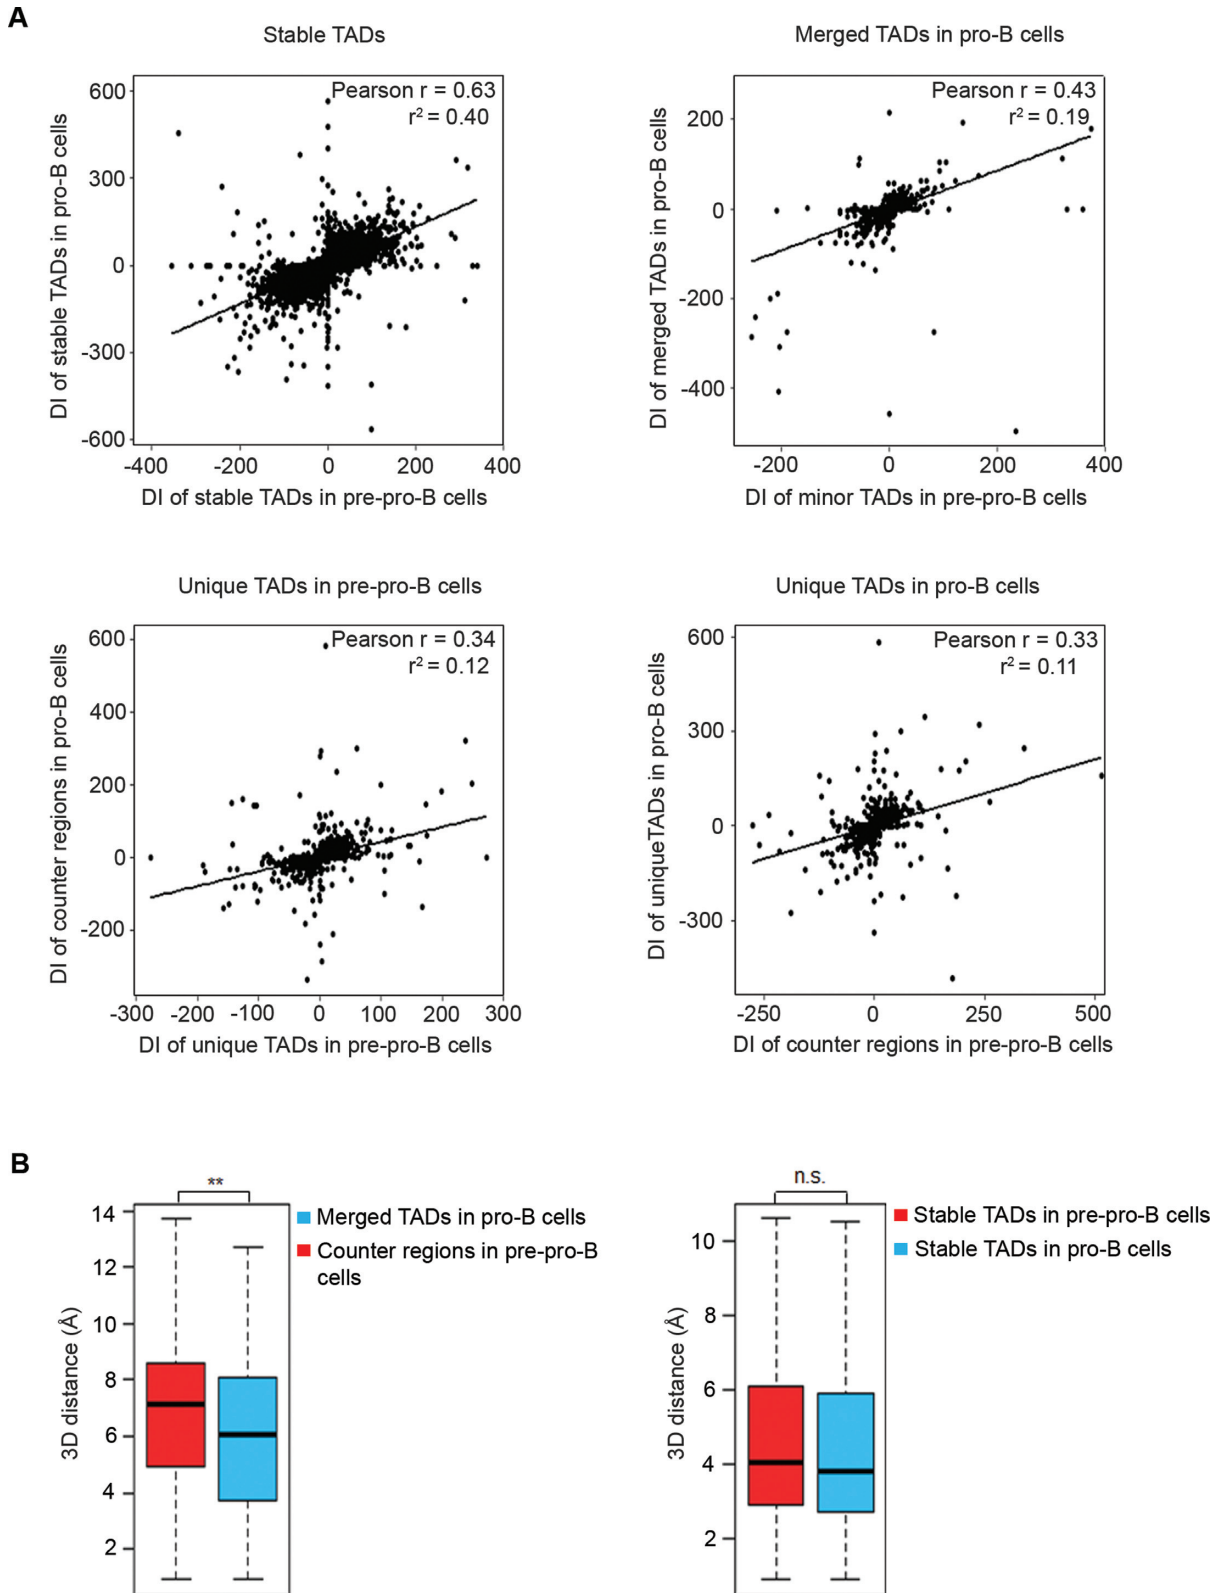 A
Stable TADs
Pearson r = 0.63
r² = 0.40
600
300
0
-300
-600
-400 -200 0 200 400
DI of stable TADs in pro-B cells
DI of stable TADs in pre-pro-B cells
Merged TADs in pro-B cells
Pearson r = 0.43
r² = 0.19
200
0
-200
-400
-200 0 200 400
DI of merged TADs in pro-B cells
DI of minor TADs in pre-pro-B cells
Unique TADs in pre-pro-B cells
Pearson r = 0.34
r² = 0.12
600
400
200
0
-200
-300 -200 -100 0 100 200 300
DI of counter regions in pro-B cells
DI of unique TADs in pre-pro-B cells
Unique TADs in pro-B cells
Pearson r = 0.33
r² = 0.11
600
300
0
-300
-250 0 250 500
DI of uniqueTADs in pro-B cells
DI of counter regions in pre-pro-B cells
B
**
14
12
10
8
6
4
2
3D distance (Å)
Merged TADs in pro-B cells
Counter regions in pre-pro-B
cells
n.s.
10
8
6
4
2
3D distance (Å)
Stable TADs in pre-pro-B cells
Stable TADs in pro-B cells